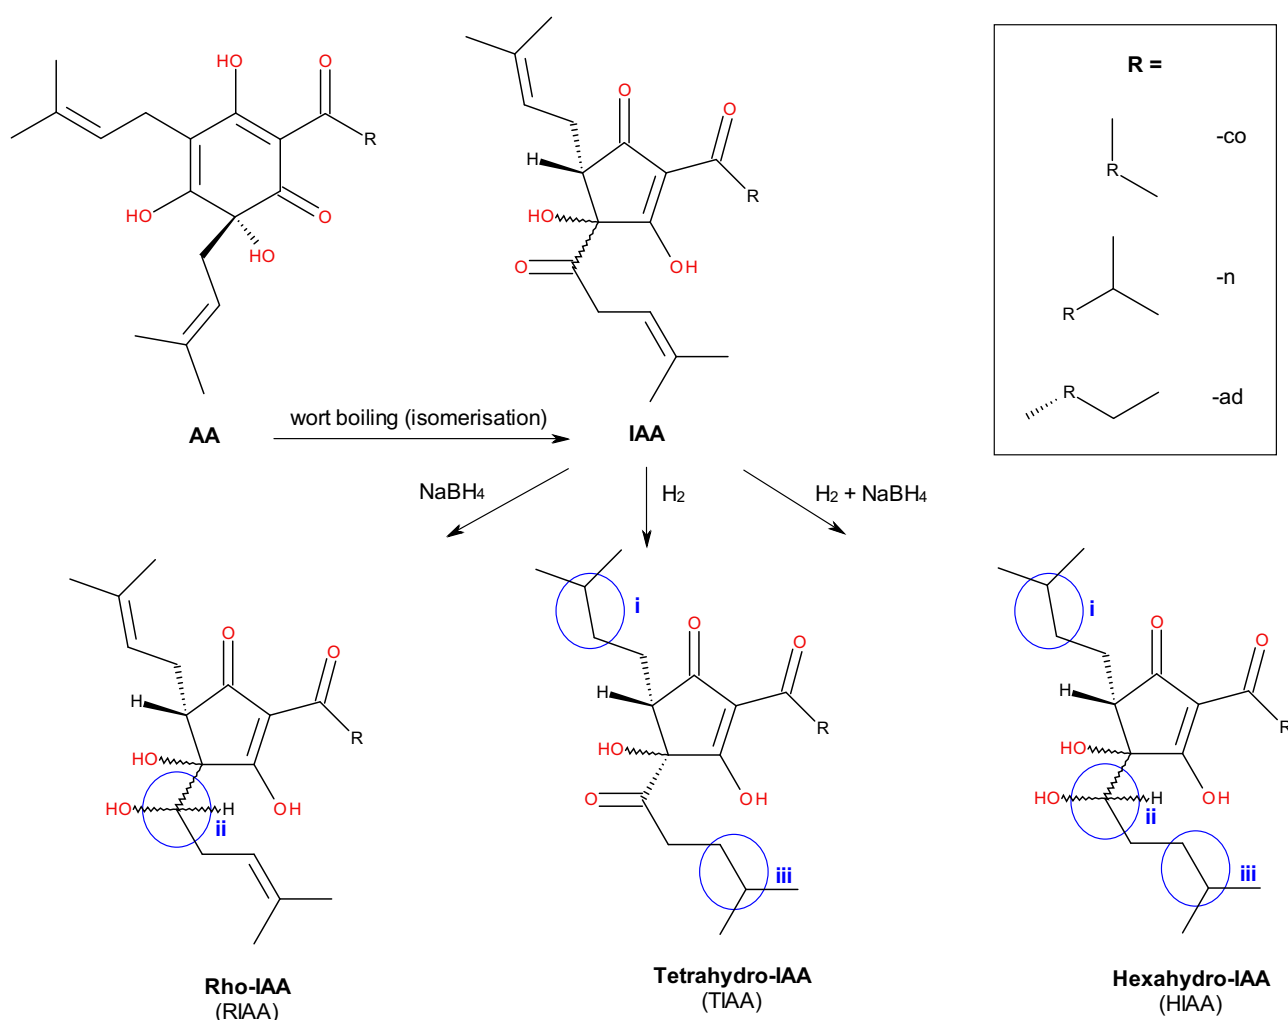 HO
O
R
HO
O
HO
AA
wort boiling (isomerisation)
O
O
H
R
HO
OH
O
IAA
R =
R
-co
R
-n
R
-ad
NaBH4
H2
H2 + NaBH4
O
O
H
R
HO
HO
H
OH
ii
Rho-IAA
(RIAA)
i
O
O
H
R
HO
O
OH
iii
Tetrahydro-IAA
(TIAA)
i
O
O
H
R
HO
HO
H
OH
ii
iii
Hexahydro-IAA
(HIAA)